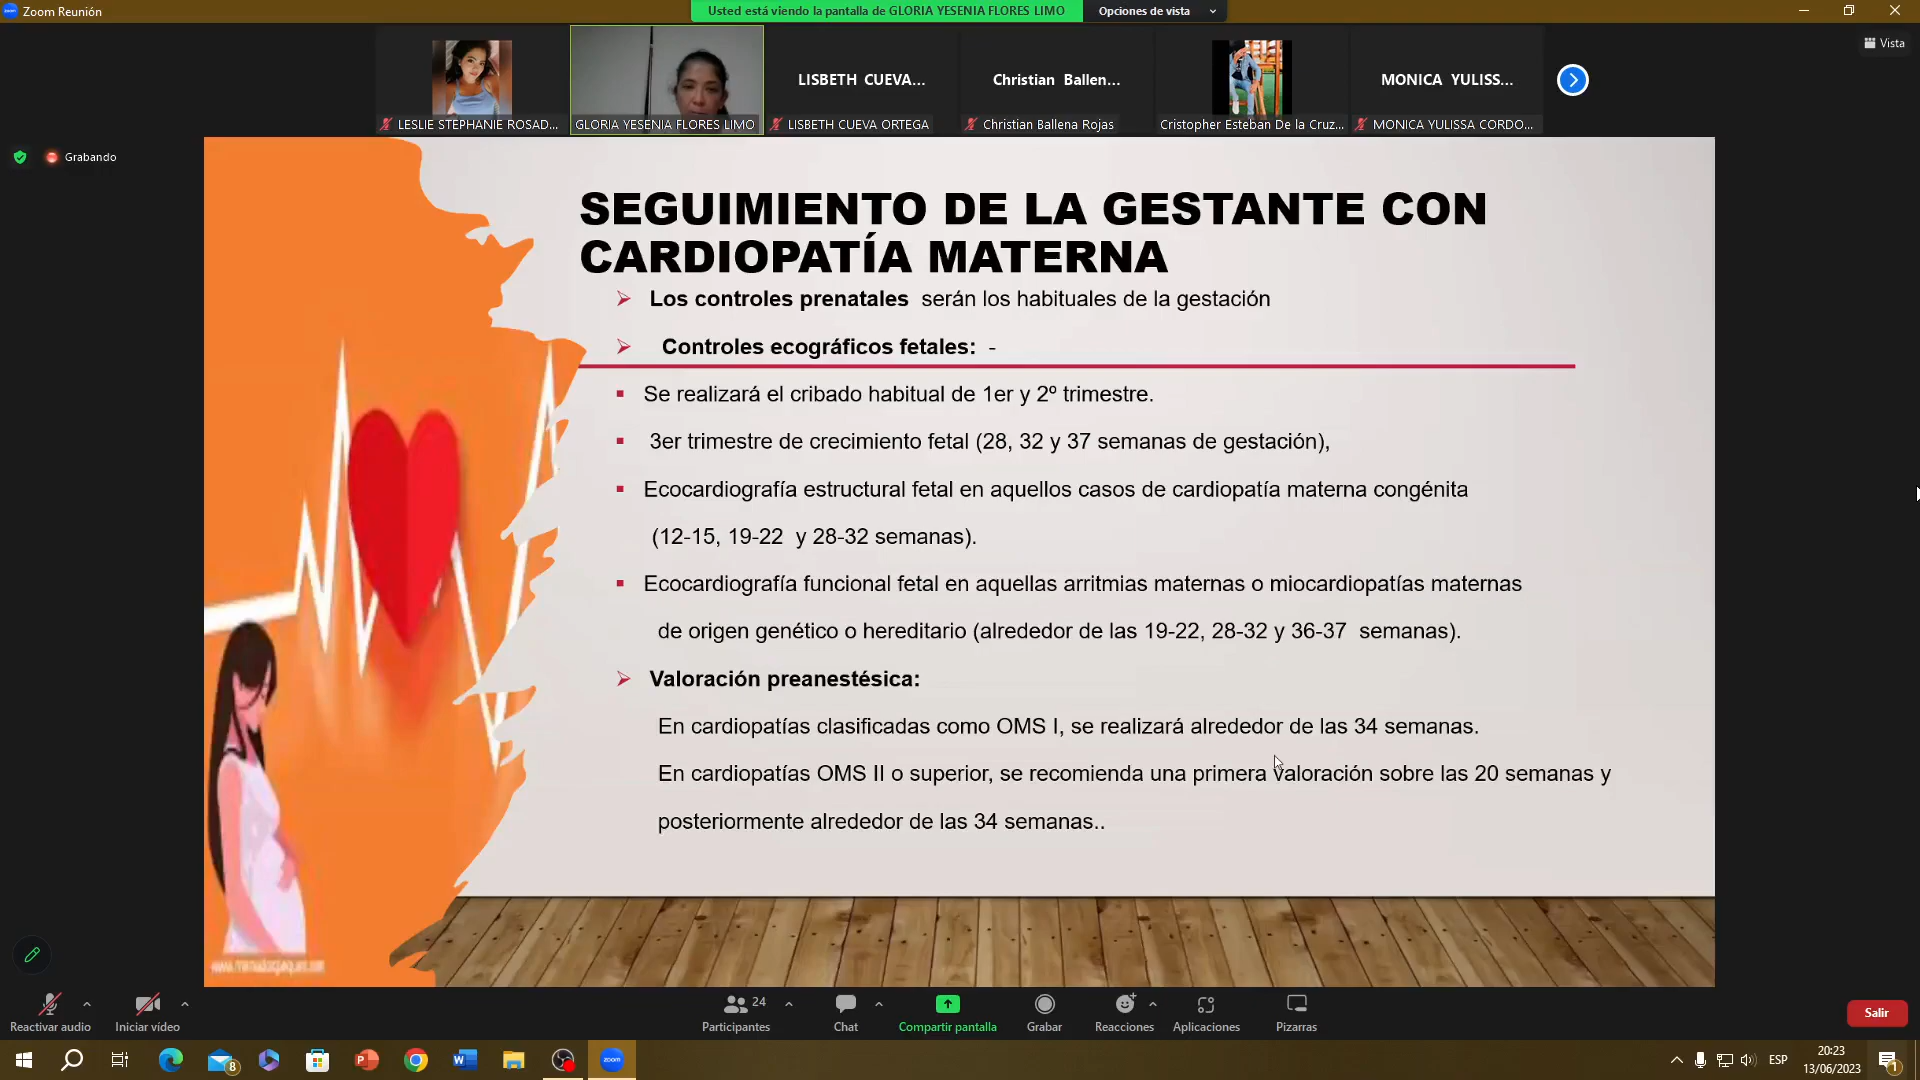 Zoom Reunión
Usted está viendo la pantalla de GLORIA YESENIA FLORES LIMO
Opciones de vista
Vista
LISBETH CUEVA...
Christian Ballen...
MONICA YULISS...
LESLIE STEPHANIE ROSAD...
GLORIA YESENIA FLORES LIMO
LISBETH CUEVA ORTEGA
Christian Ballena Rojas
Cristopher Esteban De la Cruz...
MONICA YULISSA CORDO...
Grabando
SEGUIMIENTO DE LA GESTANTE CON
CARDIOPATÍA MATERNA
Los controles prenatales serán los habituales de la gestación
Controles ecográficos fetales: -
Se realizará el cribado habitual de 1er y 2º trimestre.
3er trimestre de crecimiento fetal (28, 32 y 37 semanas de gestación),
Ecocardiografía estructural fetal en aquellos casos de cardiopatía materna congénita
(12-15, 19-22 y 28-32 semanas).
Ecocardiografía funcional fetal en aquellas arritmias maternas o miocardiopatías maternas
de origen genético o hereditario (alrededor de las 19-22, 28-32 y 36-37 semanas).
Valoración preanestésica:
En cardiopatías clasificadas como OMS I, se realizará alrededor de las 34 semanas.
En cardiopatías OMS II o superior, se recomienda una primera valoración sobre las 20 semanas y
posteriormente alrededor de las 34 semanas..
Reactivar audio
Iniciar vídeo
24
Participantes
Chat
Compartir pantalla
Grabar
Reacciones
Aplicaciones
Pizarras
Salir
8
zoom
ESP
20:23
13/06/2023
1